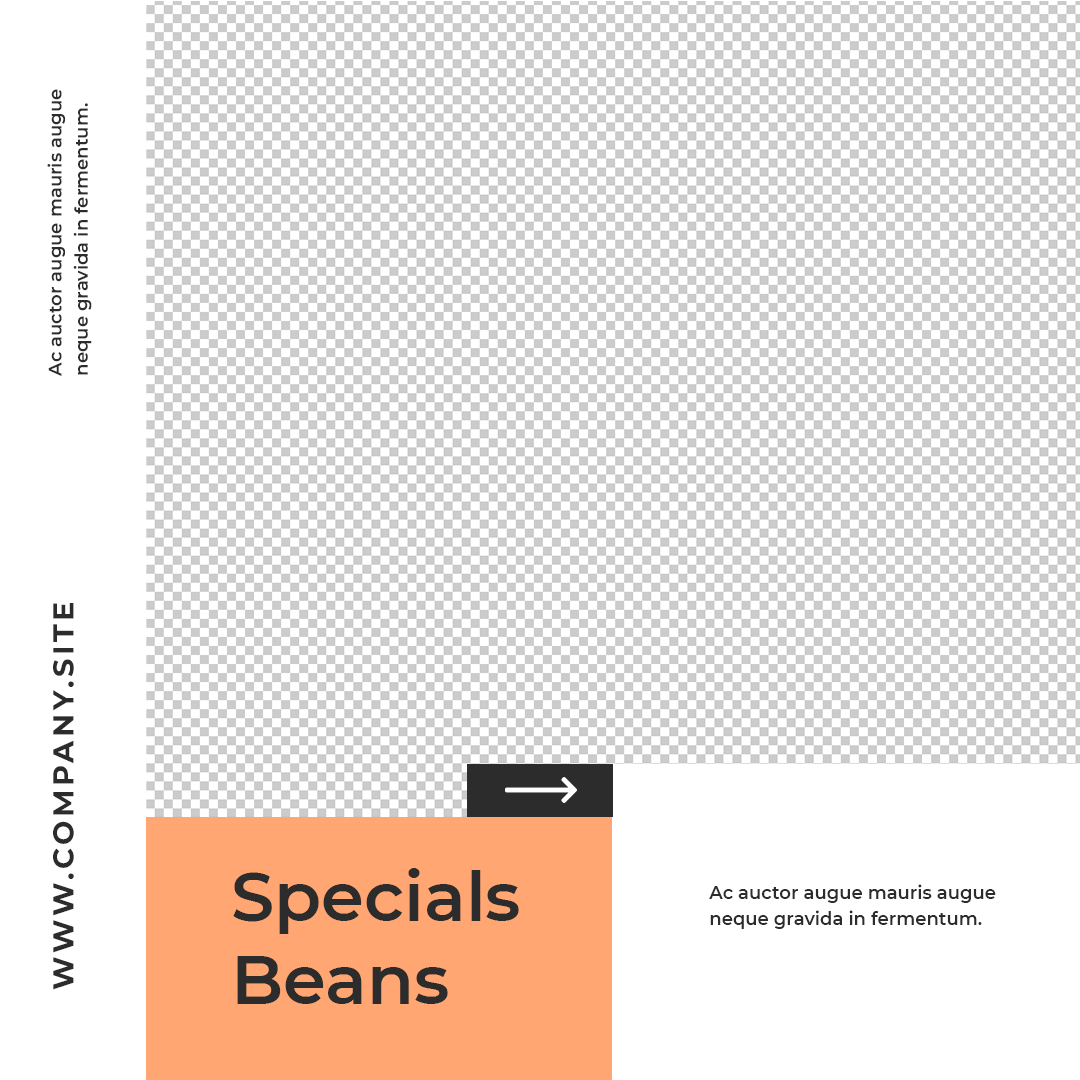 Ac auctor augue mauris augue
neque gravida in fermentum.
WWW.COMPANY.SITE
Specials
Beans
Ac auctor augue mauris augue
neque gravida in fermentum.